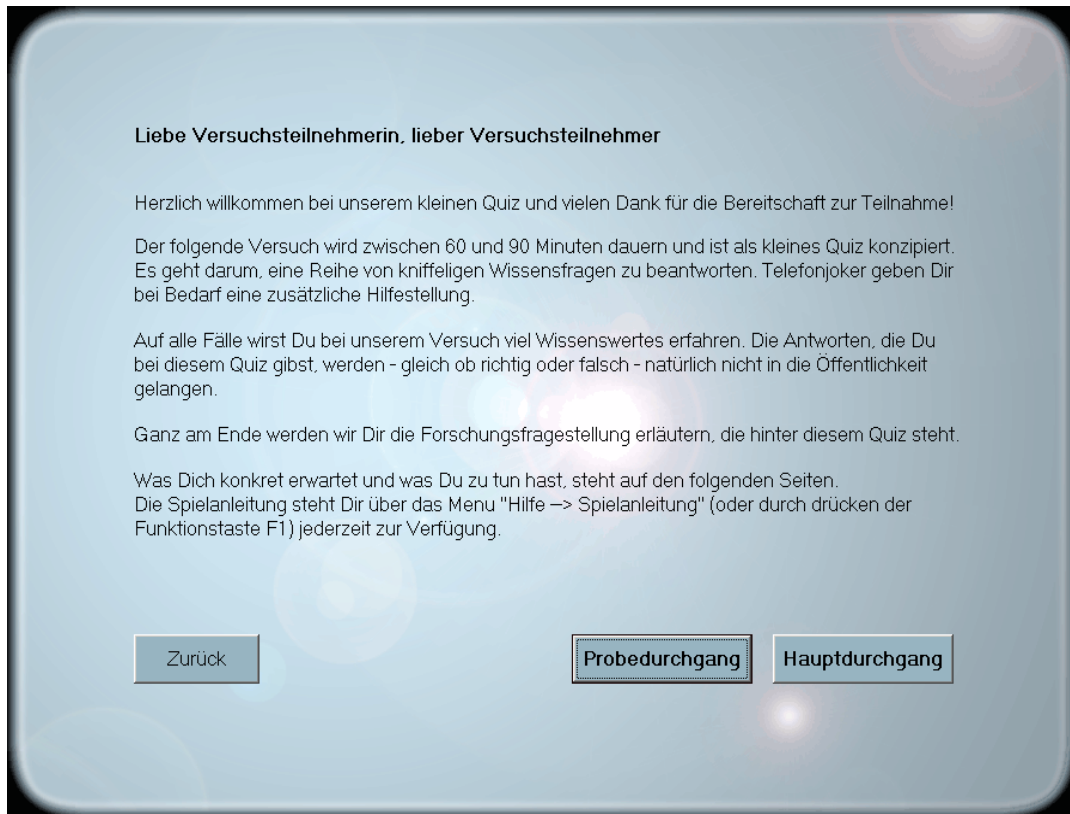 Liebe Versuchsteilnehmerin, lieber Versuchsteilnehmer
Herzlich willkommen bei unserem kleinen Quiz und vielen Dank für die Bereitschaft zur Teilnahme!
Der folgende Versuch wird zwischen 60 und 90 Minuten dauern und ist als kleines Quiz konzipiert.
Es geht darum, eine Reihe von kniffeligen Wissensfragen zu beantworten. Telefonjoker geben Dir
bei Bedarf eine zusätzliche Hilfestellung.
Auf alle Fälle wirst Du bei unserem Versuch viel Wissenswertes erfahren. Die Antworten, die Du
bei diesem Quiz gibst, werden - gleich ob richtig oder falsch - natürlich nicht in die Öffentlichkeit
gelangen.
Ganz am Ende werden wir Dir die Forschungsfragestellung erläutern, die hinter diesem Quiz steht.
Was Dich konkret erwartet und was Du zu tun hast, steht auf den folgenden Seiten.
Die Spielanleitung steht Dir über das Menu "Hilfe –> Spielanleitung" (oder durch drücken der
Funktionstaste F1) jederzeit zur Verfügung.
Zurück Probedurchgang Hauptdurchgang